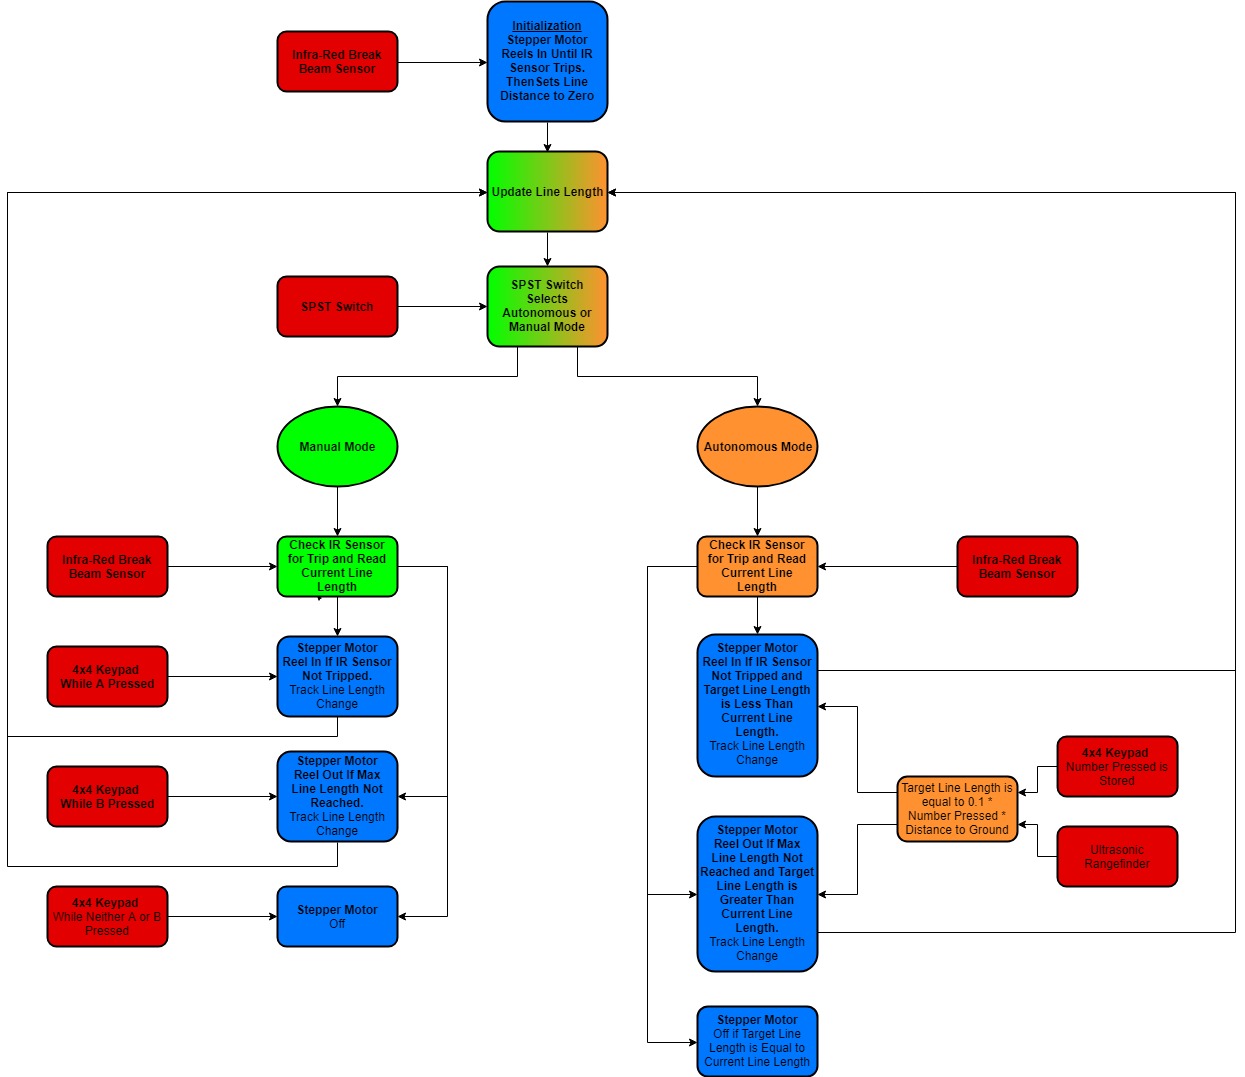 Initialization
Stepper Motor
Reels In Until IR
Sensor Trips.
Then Sets Line
Distance to Zero
Infra-Red Break
Beam Sensor
Update Line Length
SPST Switch
Selects
Autonomous or
Manual Mode
SPST Switch
Manual Mode
Autonomous Mode
Infra-Red Break
Beam Sensor
Check IR Sensor
for Trip and Read
Current Line
Length
Check IR Sensor
for Trip and Read
Current Line
Length
Infra-Red Break
Beam Sensor
4x4 Keypad
While A Pressed
Stepper Motor
Reel In If IR Sensor
Not Tripped.
Track Line Length
Change
Stepper Motor
Reel In If IR Sensor
Not Tripped and
Target Line Length
is Less Than
Current Line
Length.
Track Line Length
Change
4x4 Keypad
While B Pressed
Stepper Motor
Reel Out If Max
Line Length Not
Reached.
Track Line Length
Change
Target Line Length is
equal to 0.1 *
Number Pressed *
Distance to Ground
4x4 Keypad
Number Pressed is
Stored
Ultrasonic
Rangefinder
Stepper Motor
Reel Out If Max
Line Length Not
Reached and Target
Line Length is
Greater Than
Current Line
Length.
Track Line Length
Change
4x4 Keypad
While Neither A or B
Pressed
Stepper Motor
Off
Stepper Motor
Off if Target Line
Length is Equal to
Current Line Length